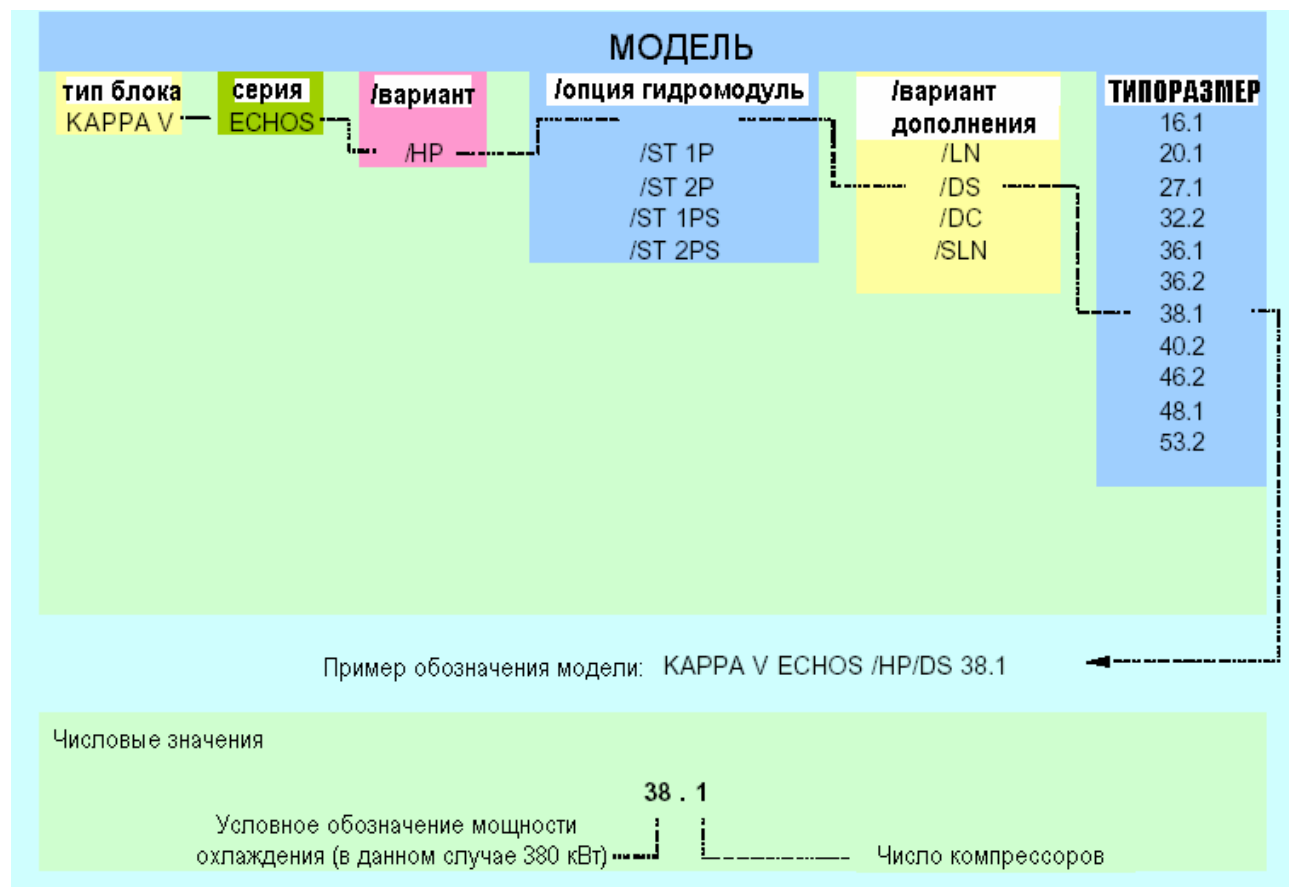 МОДЕЛЬ
тип блока серия /вариант /опция гидромодуль /вариант дополнения ТИПОРАЗМЕР
KAPPA V ECHOS 16.1
/HP /ST 1P /LN 20.1
/ST 2P /DS 27.1
/ST 1PS /DC 32.2
/ST 2PS /SLN 36.1
36.2
38.1
40.2
46.2
48.1
53.2
Пример обозначения модели: KAPPA V ECHOS /HP/DS 38.1
Числовые значения
38 . 1
Условное обозначение мощности
охлаждения (в данном случае 380 кВт) Число компрессоров